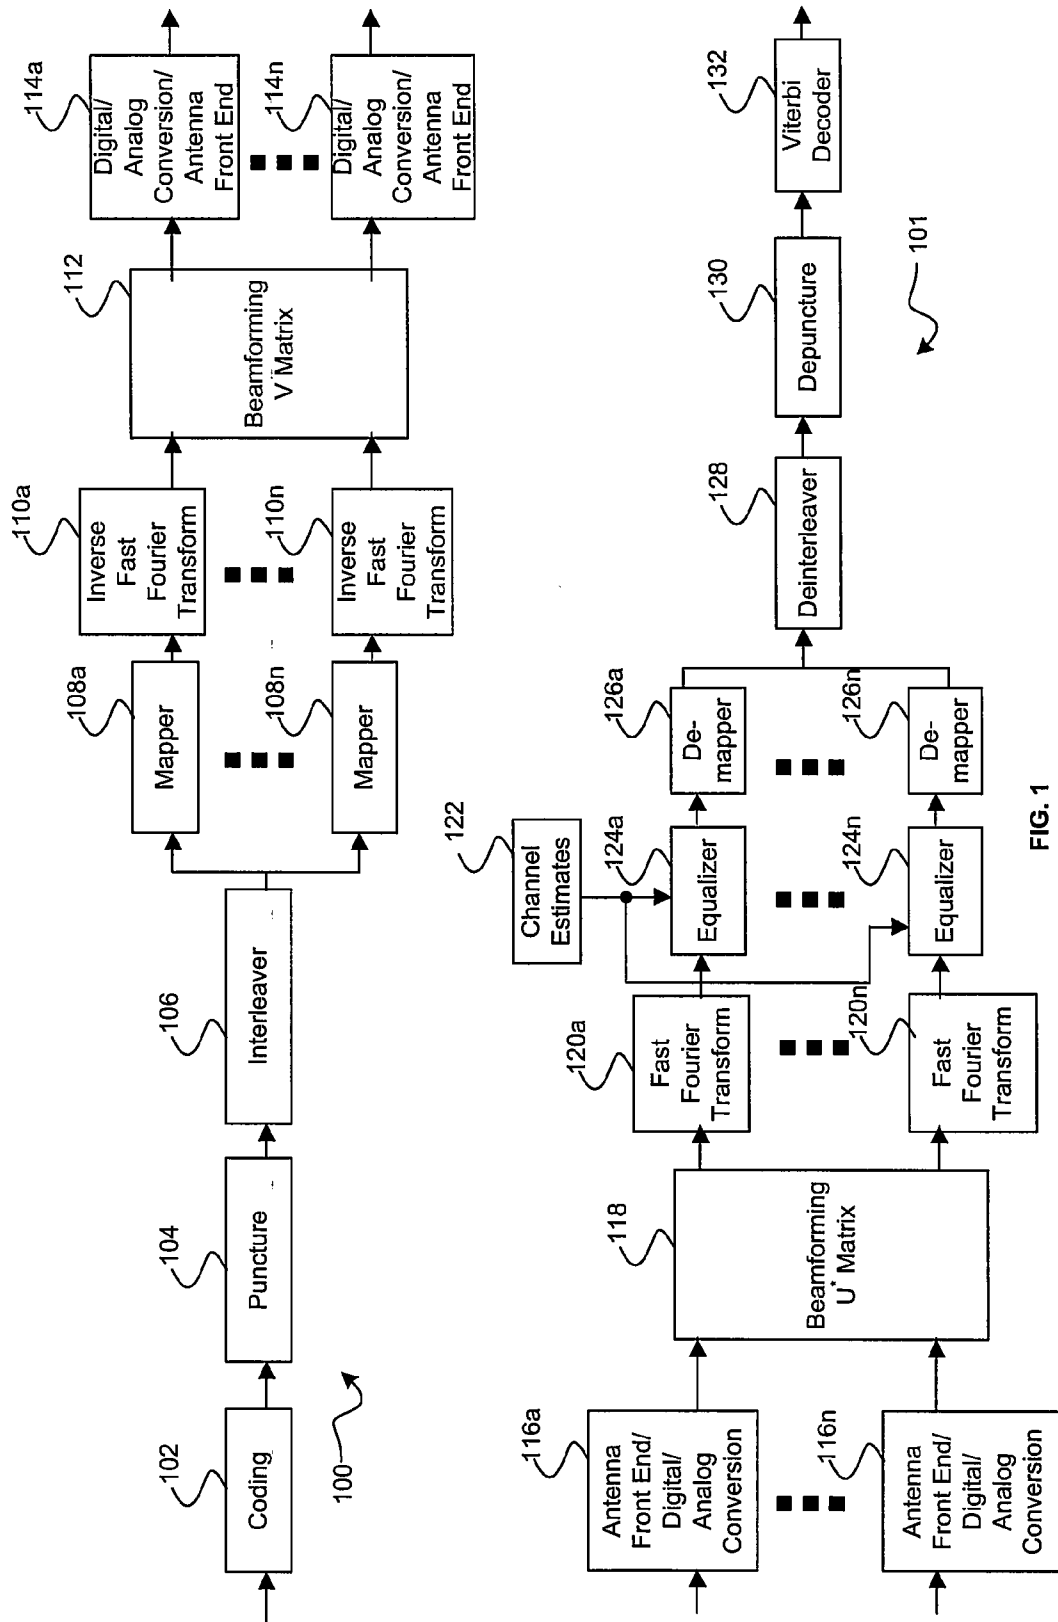 102
Coding
104
Puncture
106
Interleaver
108a
Mapper
108n
Mapper
110a
Inverse
Fast
Fourier
Transform
110n
Inverse
Fast
Fourier
Transform
112
Beamforming
V Matrix
114a
Digital/
Analog
Conversion/
Antenna
Front End
114n
Digital/
Analog
Conversion/
Antenna
Front End
100
116a
Antenna
Front End/
Digital/
Analog
Conversion
116n
Antenna
Front End/
Digital/
Analog
Conversion
118
Beamforming
U* Matrix
120a
Fast
Fourier
Transform
120n
Fast
Fourier
Transform
122
Channel
Estimates
124a
Equalizer
124n
Equalizer
126a
De-
mapper
126n
De-
mapper
128
Deinterleaver
130
Depuncture
132
Viterbi
Decoder
101
FIG. 1